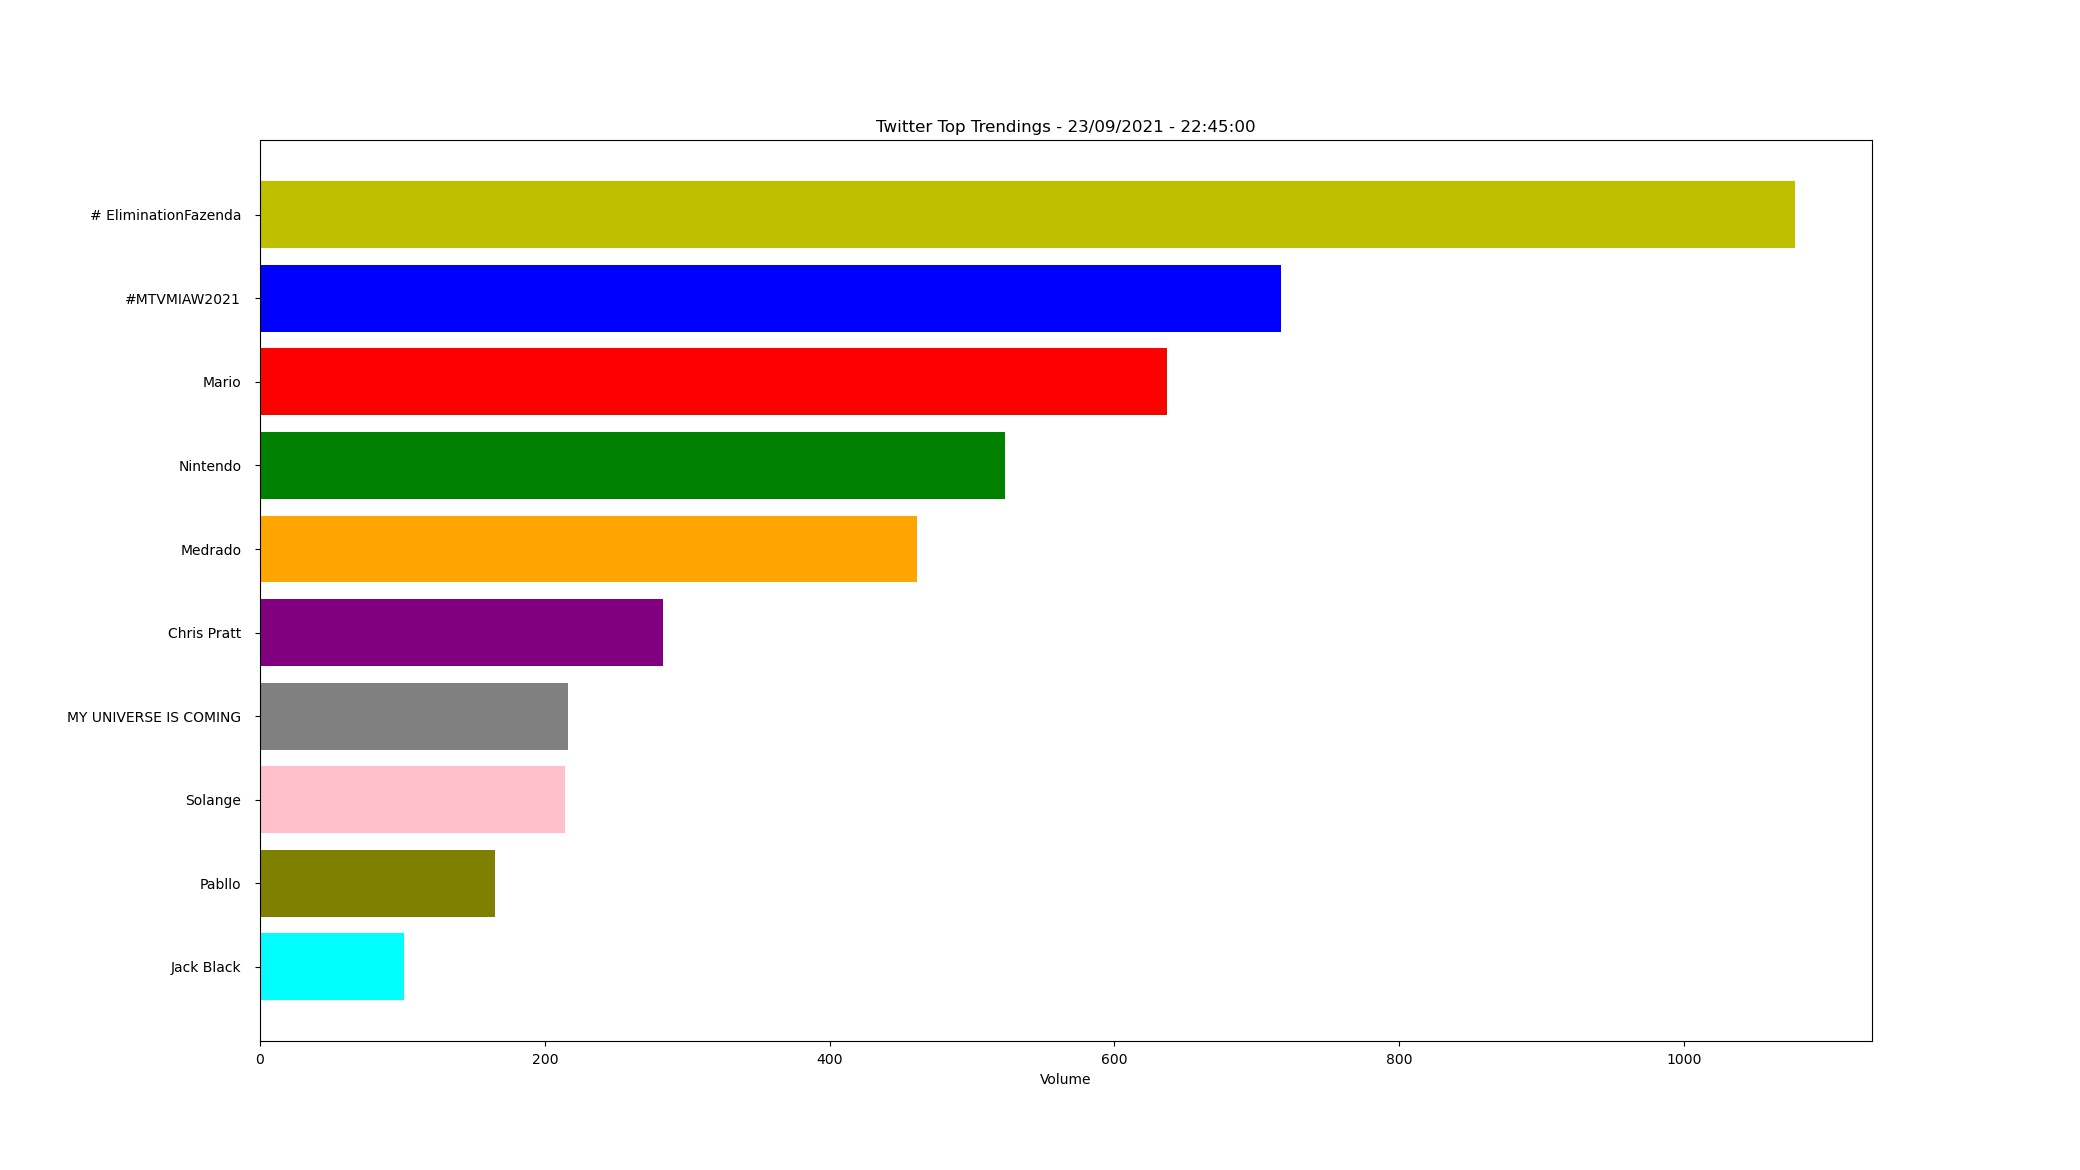 Twitter Top Trendings - 23/09/2021 - 22:45:00
# EliminationFazenda
#MTVMIAW2021
Mario
Nintendo
Medrado
Chris Pratt
MY UNIVERSE IS COMING
Solange
Pabllo
Jack Black
0 200 400 600 800 1000
Volume